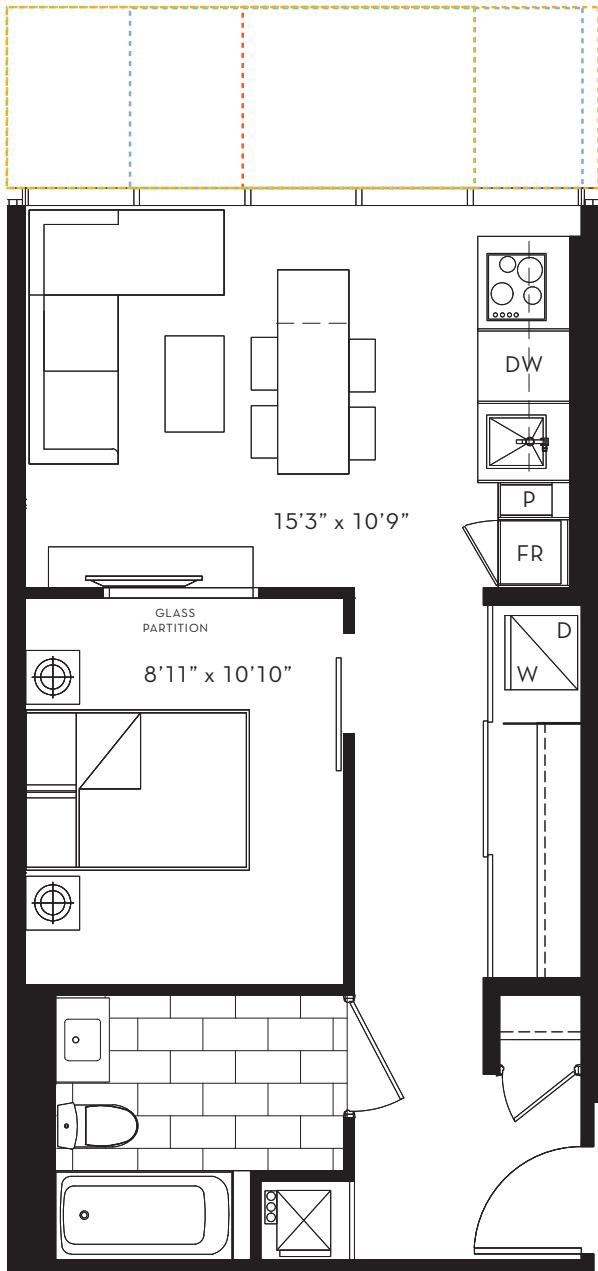 DW
P
15’3” x 10’9”
FR
GLASS
PARTITION
D
W
8’11” x 10’10”